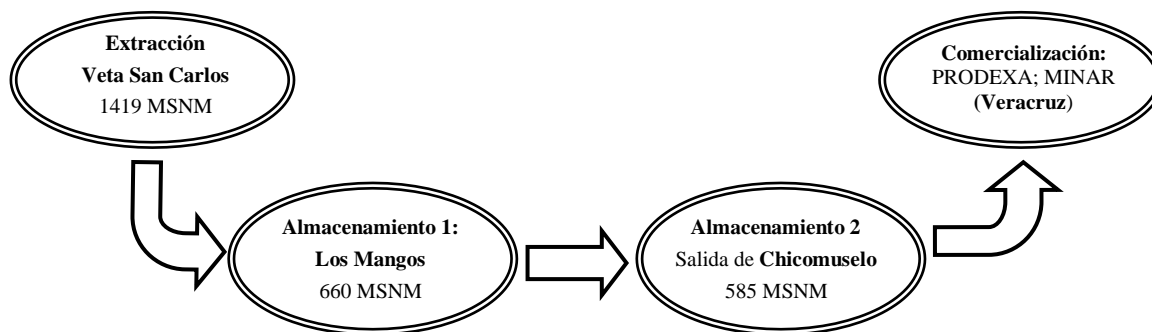 Extracción
Veta San Carlos
1419 MSNM
Almacenamiento 1:
Los Mangos
660 MSNM
Almacenamiento 2
Salida de Chicomuselo
585 MSNM
Comercialización:
PRODEXA; MINAR
(Veracruz)